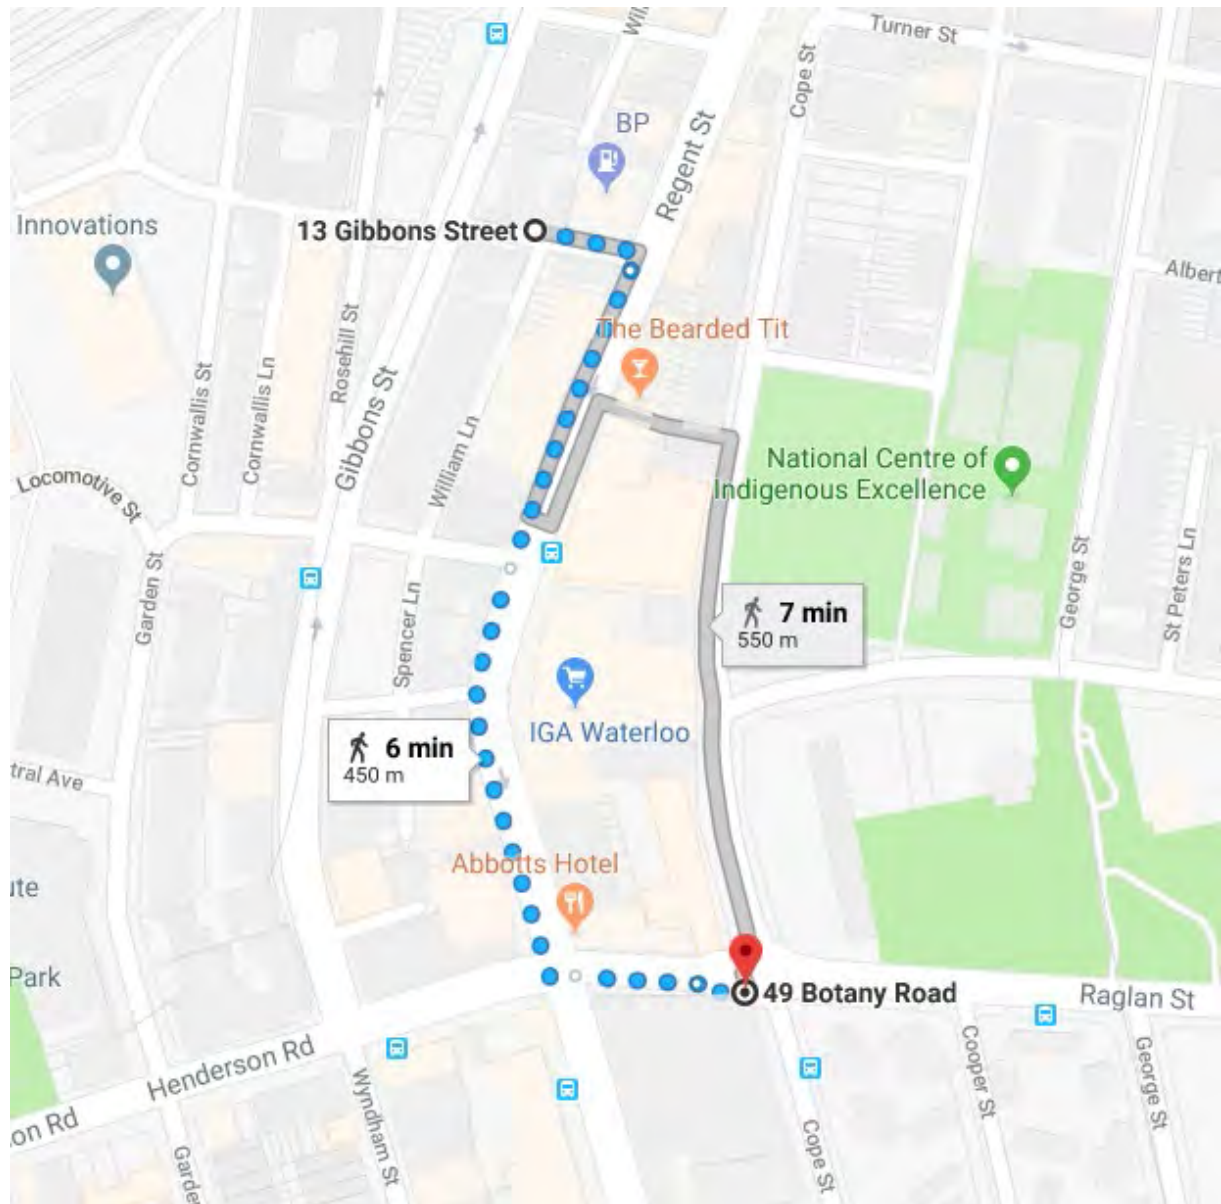 Turner St
Cope St
BP
Regent St
Innovations
13 Gibbons Street
Albert
The Bearded Tit
Rosehill St
Cornwallis St
Cornwallis Ln
Gibbons St
William Ln
National Centre of
Indigenous Excellence
Locomotive St
Garden St
George St
St Peters Ln
Spencer Ln
7 min
550 m
IGA Waterloo
6 min
450 m
tral Ave
Abbotts Hotel
ute
Park
49 Botany Road
Raglan St
Henderson Rd
Wyndham St
Cooper St
George St
on Rd
Garde
Cope St